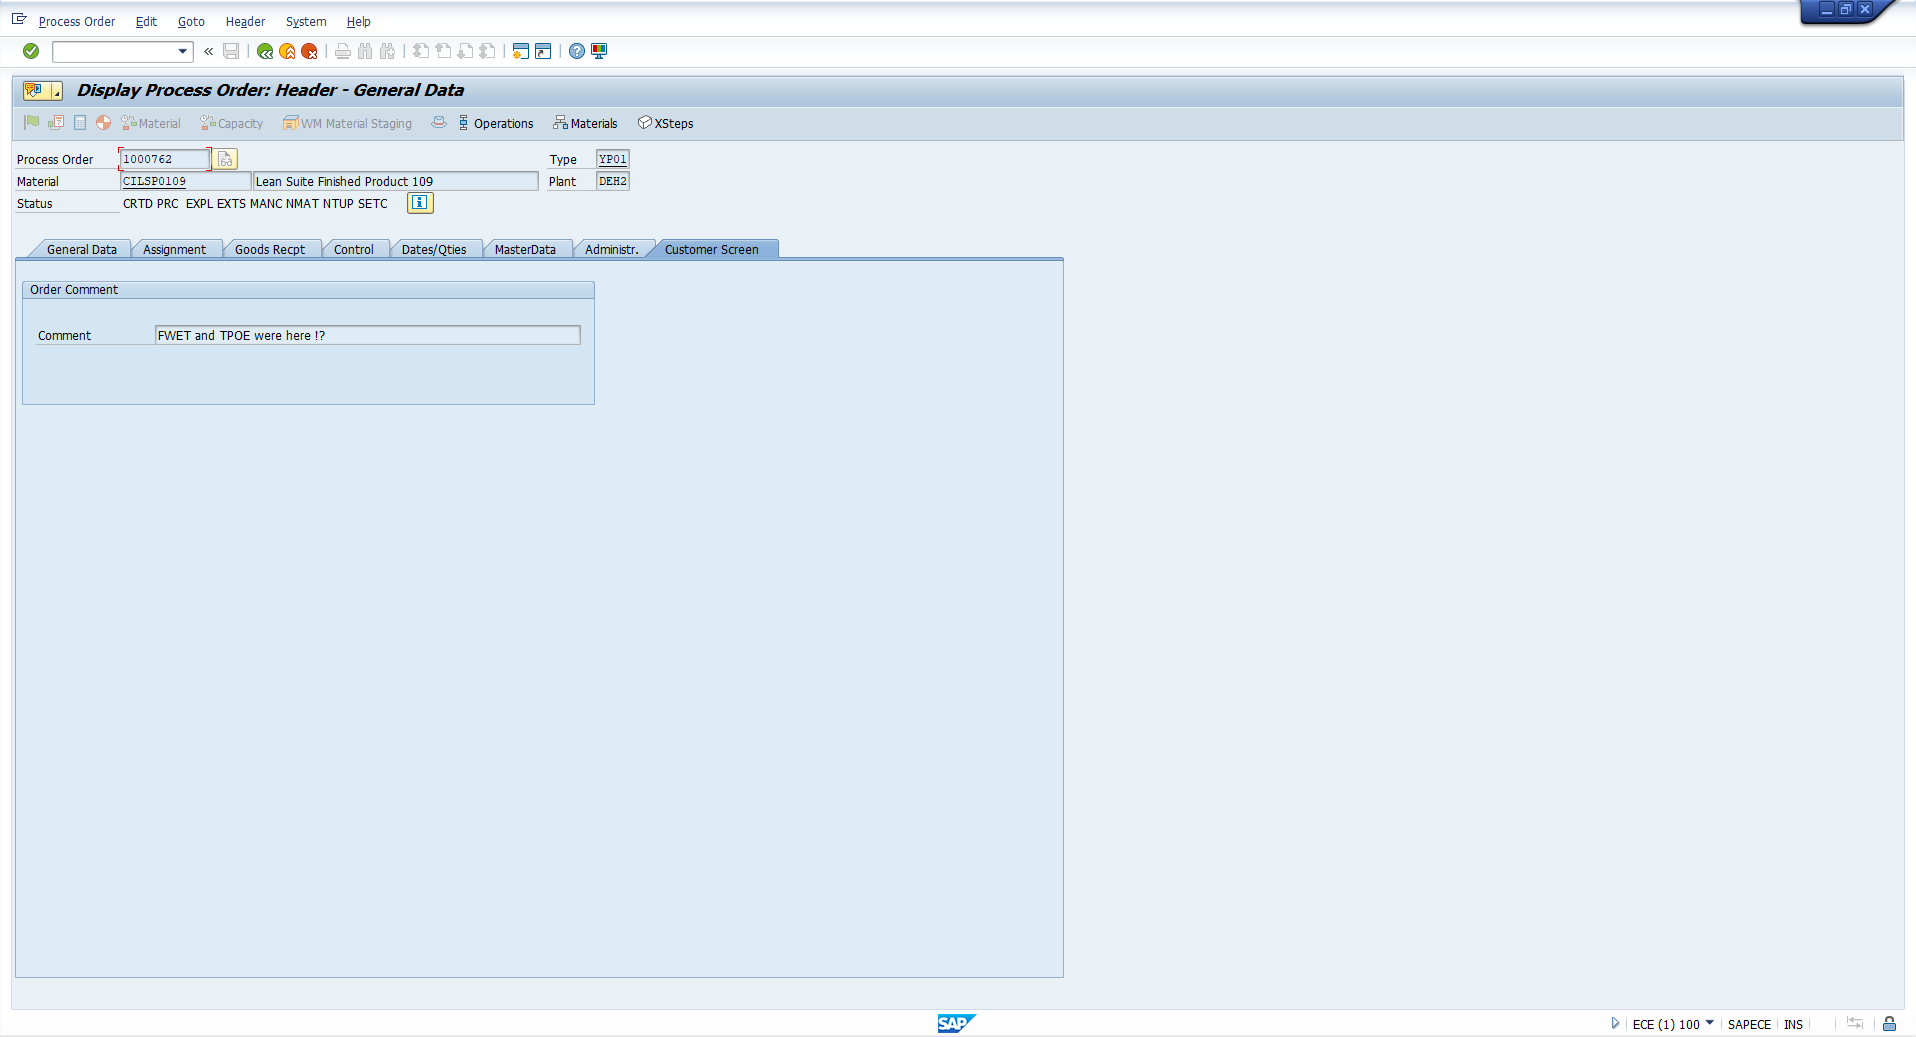 Process Order Edit Goto Header System Help
Display Process Order: Header - General Data
Material Capacity WM Material Staging Operations Materials XSteps
Process Order 1000762 Type YP01
Material CILSP0109 Lean Suite Finished Product 109 Plant DEH2
Status CRTD PRC EXPL EXTS MANC NMAT NTUP SETC
General Data Assignment Goods Recpt Control Dates/Qties MasterData Administr. Customer Screen
Order Comment
Comment FWET and TPOE were here !?
SAP ECE (1) 100 SAPECE INS